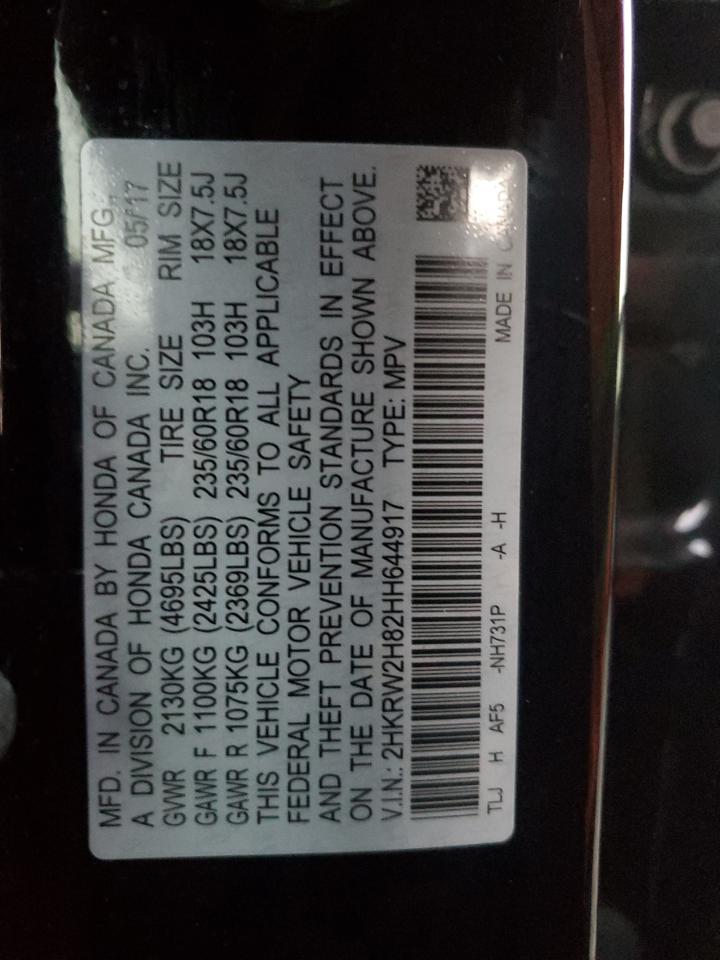 MFD. IN CANADA BY HONDA OF CANADA MFG.,
A DIVISION OF HONDA CANADA INC. 05/17
GVWR 2130KG (4695LBS) TIRE SIZE RIM SIZE
GAWR F 1100KG (2425LBS) 235/60R18 103H 18X7.5J
GAWR R 1075KG (2369LBS) 235/60R18 103H 18X7.5J
THIS VEHICLE CONFORMS TO ALL APPLICABLE
FEDERAL MOTOR VEHICLE SAFETY
AND THEFT PREVENTION STANDARDS IN EFFECT
ON THE DATE OF MANUFACTURE SHOWN ABOVE.
V.I.N.: 2HKRW2H82HH644917 TYPE: MPV
TLJ H AF5 -NH731P -A -H MADE IN CANADA